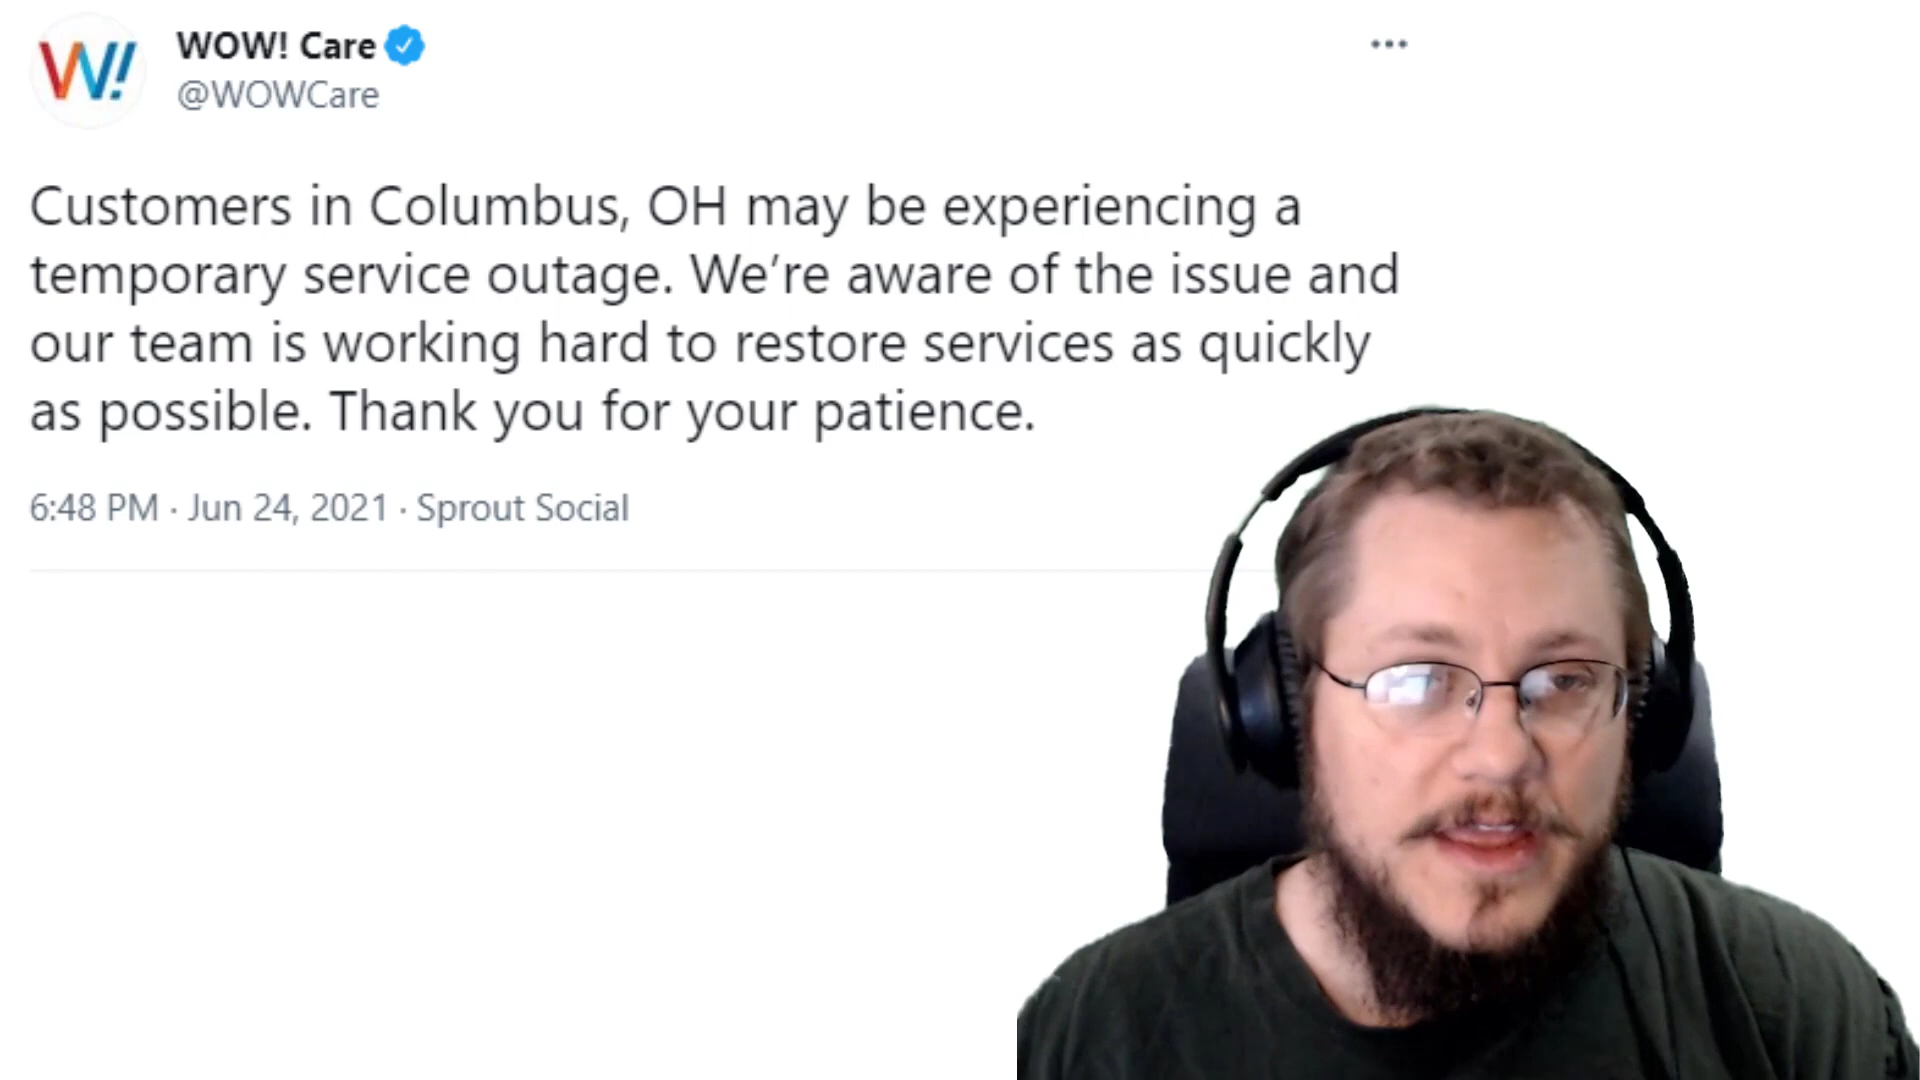 W!
WOW! Care
@WOWCare
Customers in Columbus, OH may be experiencing a
temporary service outage. We’re aware of the issue and
our team is working hard to restore services as quickly
as possible. Thank you for your patience.
6:48 PM · Jun 24, 2021 · Sprout Social